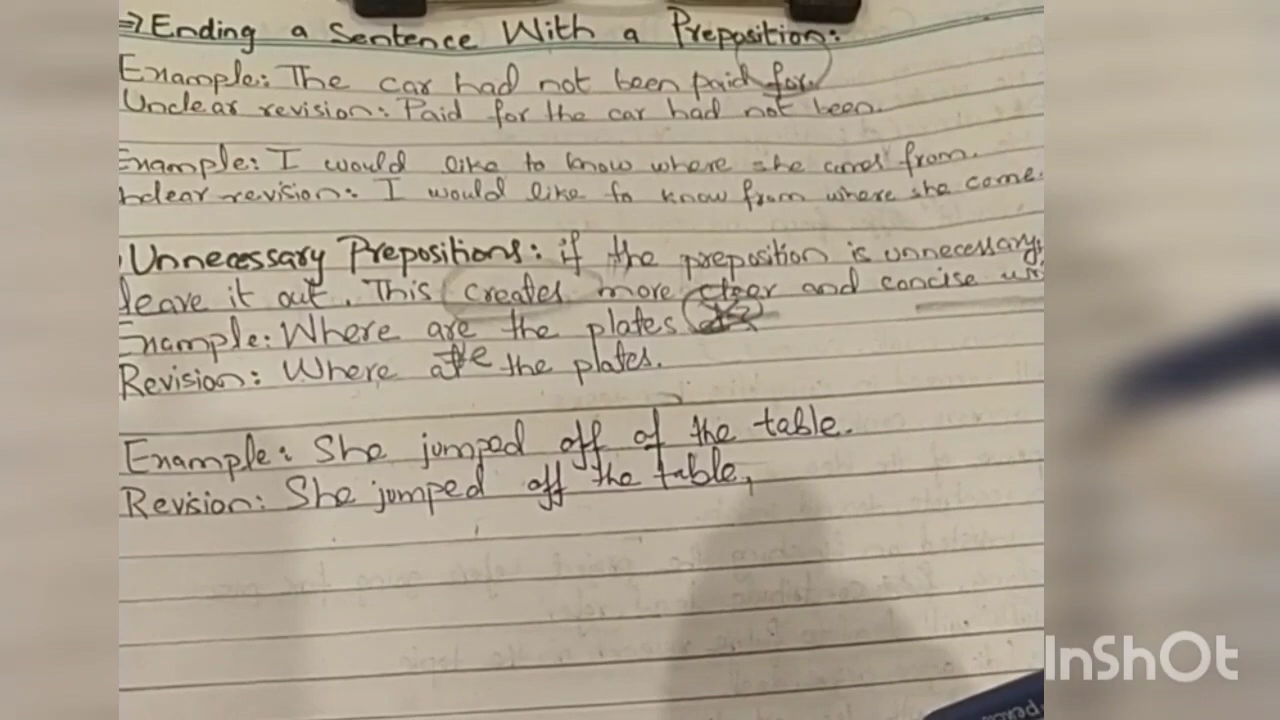 ⇒ Ending a Sentence With a Preposition:
Example: The car had not been paid for.
Unclear revision: Paid for the car had not been.
Example: I would like to know where she came from.
nclear revision: I would like to know from where she come.
Unnecessary Prepositions: if the preposition is unnecessary,
leave it out. This creates more clear and concise
Example: Where are the plates
Revision: Where are the plates.
Example: She jumped off of the table.
Revision: She jumped off the table,
InShOt